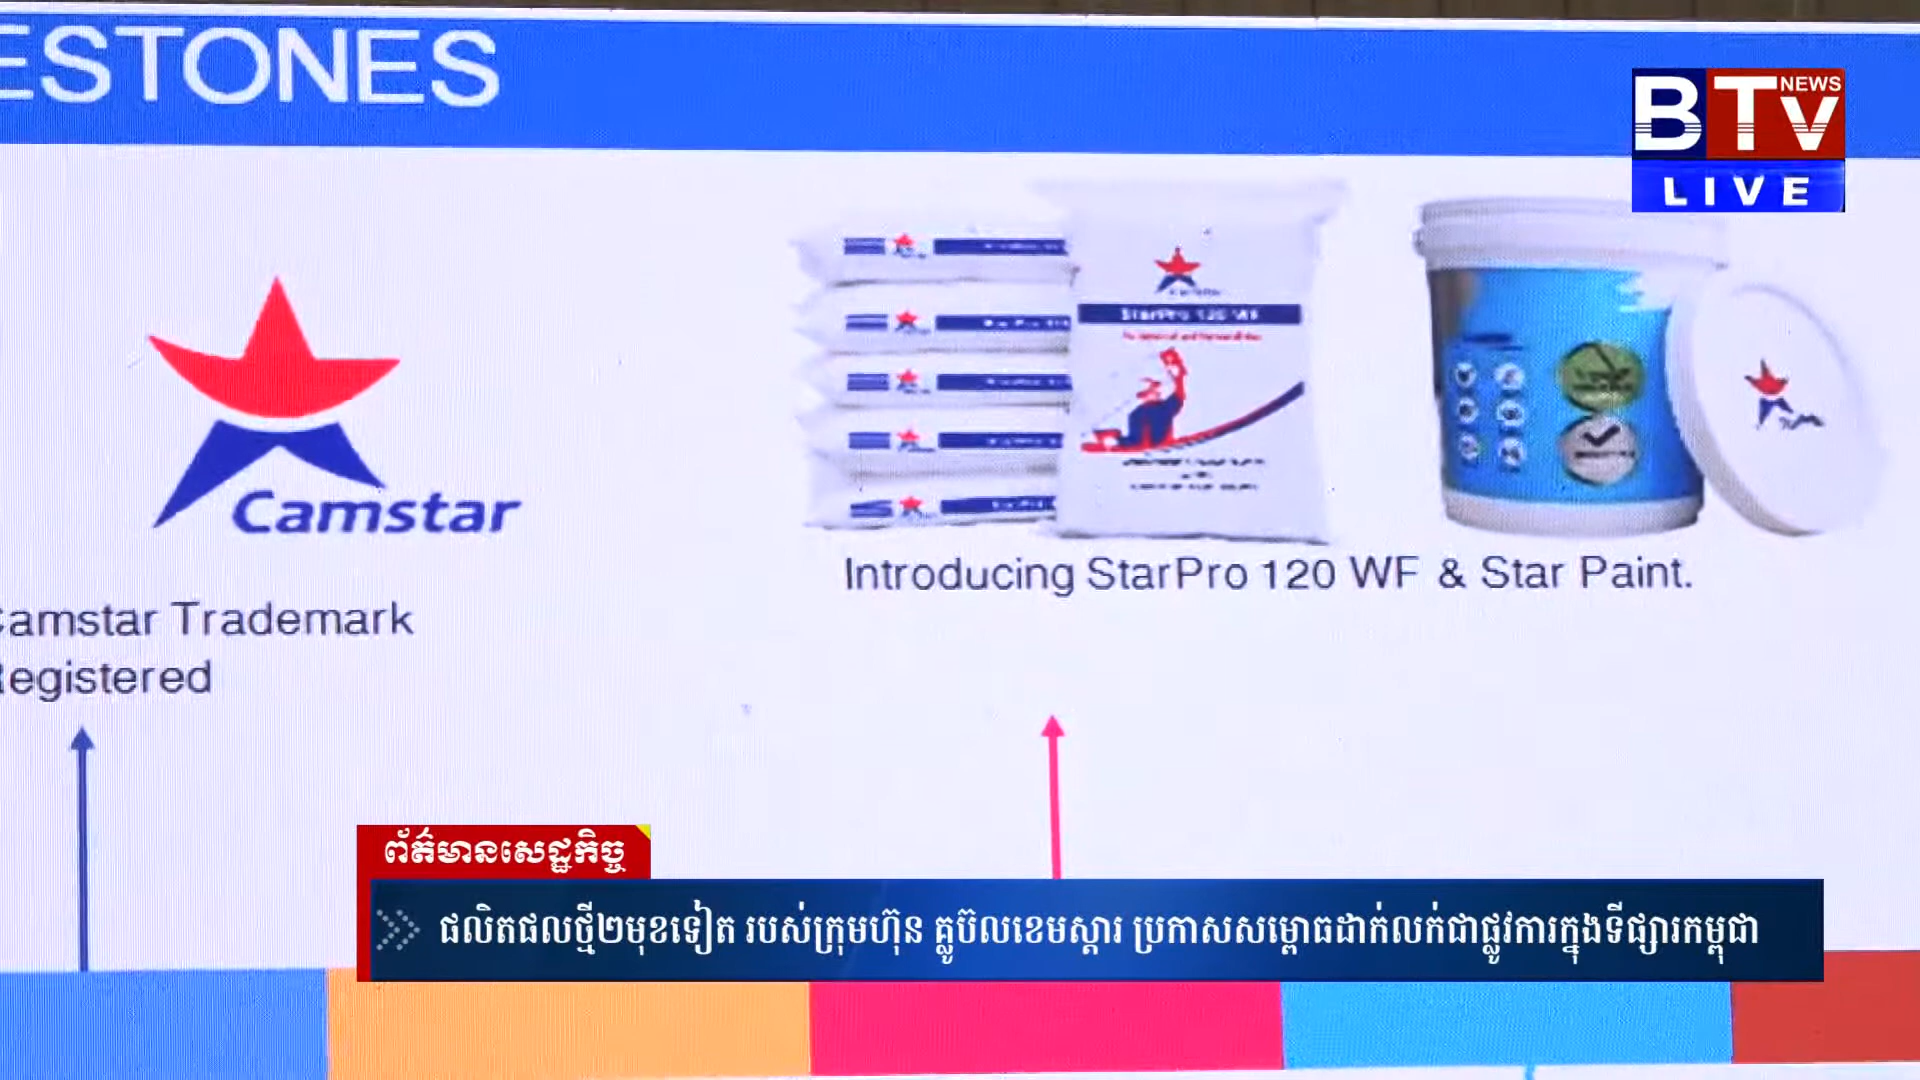 ESTONES
BTV NEWS
LIVE
Camstar
StarPro 120 WF
Introducing StarPro 120 WF & Star Paint.
amstar Trademark
egistered
ព័ត៌មានសេដ្ឋកិច្ច
ផលិតផលថ្មី២មុខទៀត របស់ក្រុមហ៊ុន គ្លូប៊លខេមស្តារ ប្រកាសសម្ពោធដាក់លក់ជាផ្លូវការក្នុងទីផ្សារកម្ពុជា